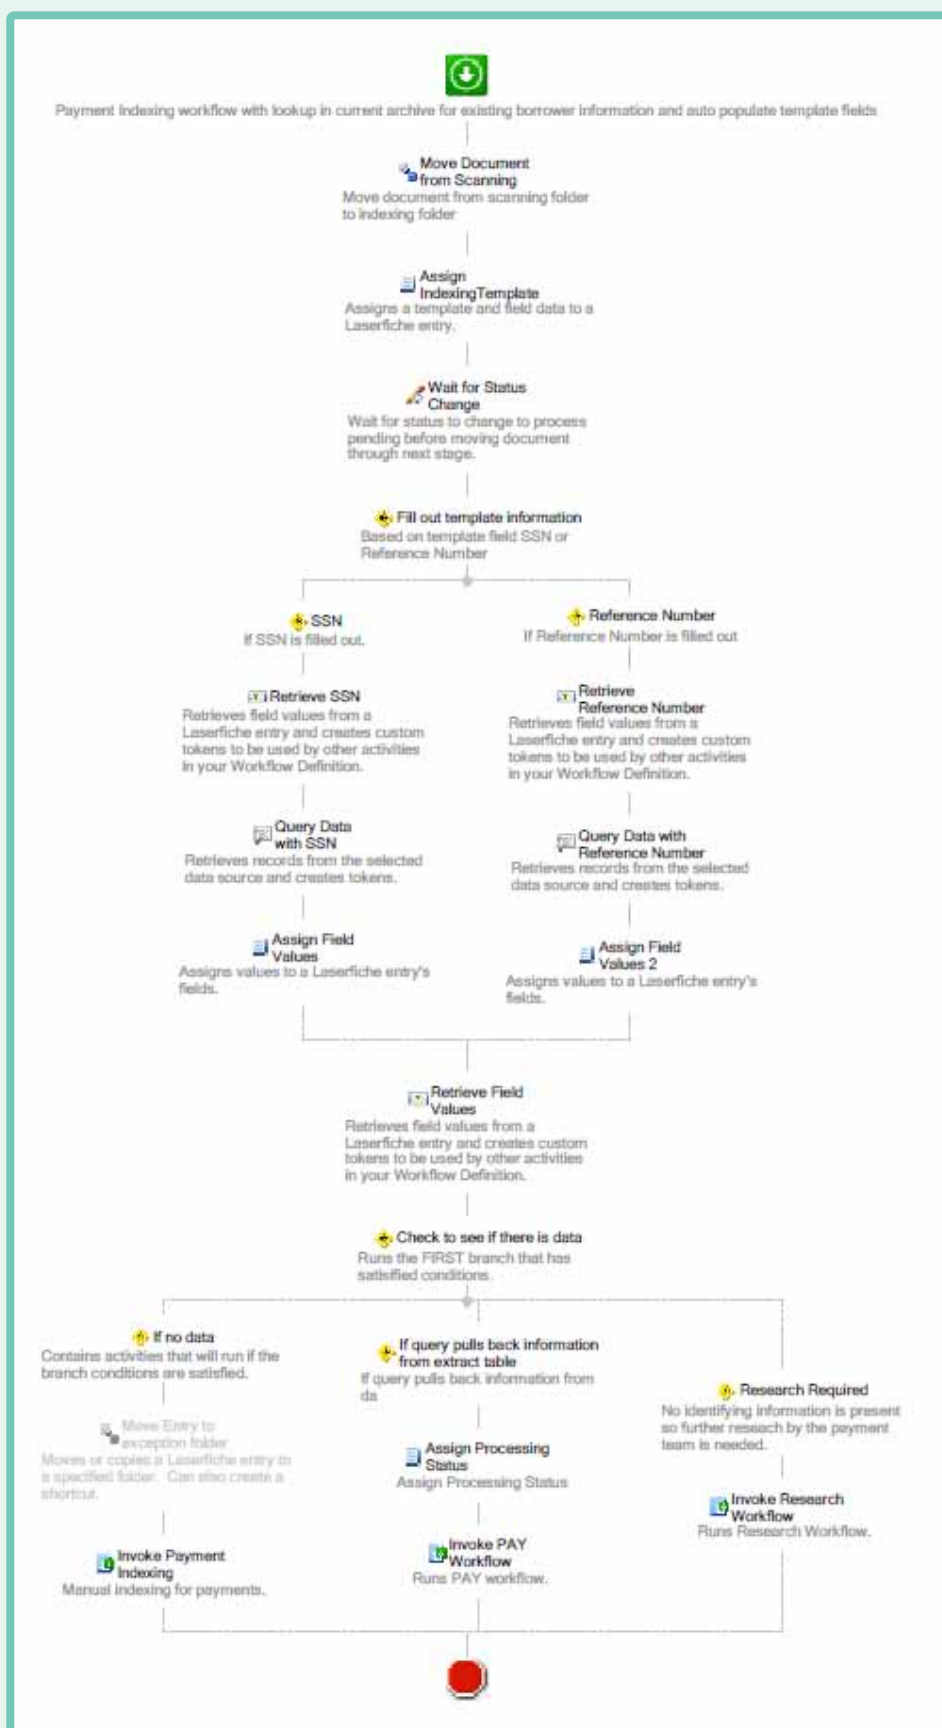 Payment Indexing workflow with lookup in current archive for existing borrower information and auto populate template fields
Move Document
from Scanning
Move document from scanning folder
to indexing folder
Assign
IndexingTemplate
Assigns a template and field data to a
Laserfiche entry.
Wait for Status
Change
Wait for status to change to process
pending before moving document
through next stage.
Fill out template information
Based on template field SSN or
Reference Number
SSN
If SSN is filled out.
Retrieve SSN
Retrieves field values from a
Laserfiche entry and creates custom
tokens to be used by other activities
in your Workflow Definition.
Query Data
with SSN
Retrieves records from the selected
data source and creates tokens.
Assign Field
Values
Assigns values to a Laserfiche entry's
fields.
Reference Number
If Reference Number is filled out
Retrieve
Reference Number
Retrieves field values from a
Laserfiche entry and creates custom
tokens to be used by other activities
in your Workflow Definition.
Query Data with
Reference Number
Retrieves records from the selected
data source and creates tokens.
Assign Field
Values 2
Assigns values to a Laserfiche entry's
fields.
Retrieve Field
Values
Retrieves field values from a
Laserfiche entry and creates custom
tokens to be used by other activities
in your Workflow Definition.
Check to see if there is data
Runs the FIRST branch that has
satisfied conditions.
If no data
Contains activities that will run if the
branch conditions are satisfied.
Move Entry to
exception folder
Moves or copies a Laserfiche entry to
a specified folder. Can also create a
shortcut.
Invoke Payment
Indexing
Manual indexing for payments.
If query pulls back information
from extract table
If query pulls back information from
da
Assign Processing
Status
Assign Processing Status
Invoke PAY
Workflow
Runs PAY workflow.
Research Required
No identifying information is present
so further reseach by the payment
team is needed.
Invoke Research
Workflow
Runs Research Workflow.